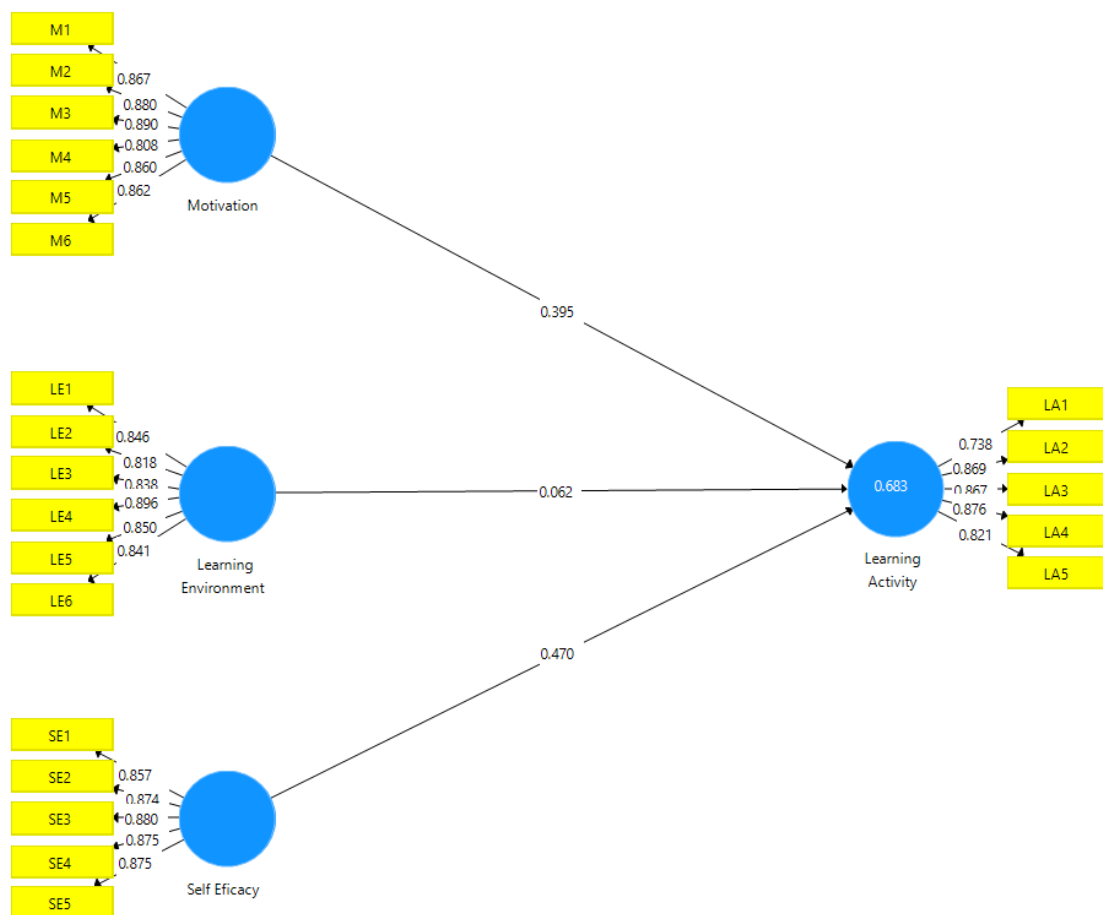 M1
M2
M3
M4
M5
M6
0.867
0.880
0.890
0.808
0.860
0.862
Motivation
0.395
LE1
LE2
LE3
LE4
LE5
LE6
0.846
0.818
0.838
0.896
0.850
0.841
Learning
Environment
0.062
SE1
SE2
SE3
SE4
SE5
0.857
0.874
0.880
0.875
0.875
Self Eficacy
0.470
0.683
Learning
Activity
0.738
0.869
0.867
0.876
0.821
LA1
LA2
LA3
LA4
LA5